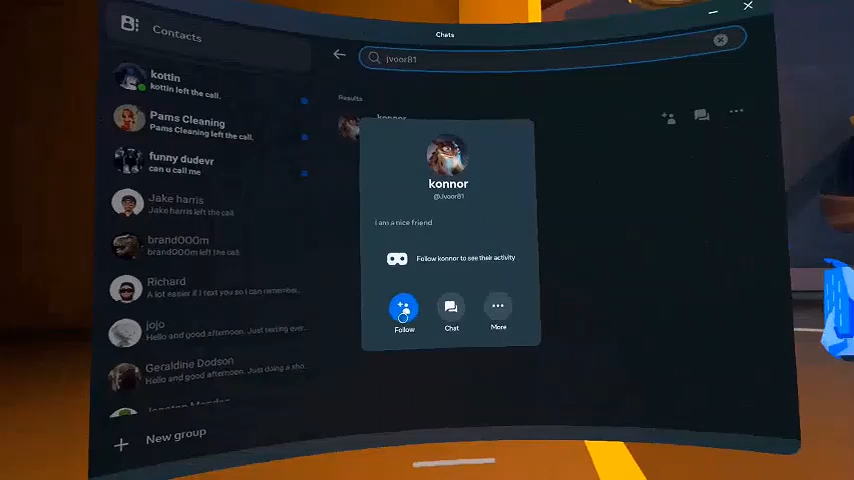 Chats
Contacts
jvoor81
kottin
kottin left the call.
Pams Cleaning
Pams Cleaning left the call.
funny dudevr
can u call me
Jake harris
Jake harris left the call
brand000m
brand000m left the call.
Richard
A lot easier if I text you so I can remember...
jojo
Hello and good afternoon. Just texting ever...
Geraldine Dodson
Hello and good afternoon. Just doing a sho...
New group
Results
konnor
konnor
@Jvoor81
I am a nice friend
Follow konnor to see their activity
Follow
Chat
More